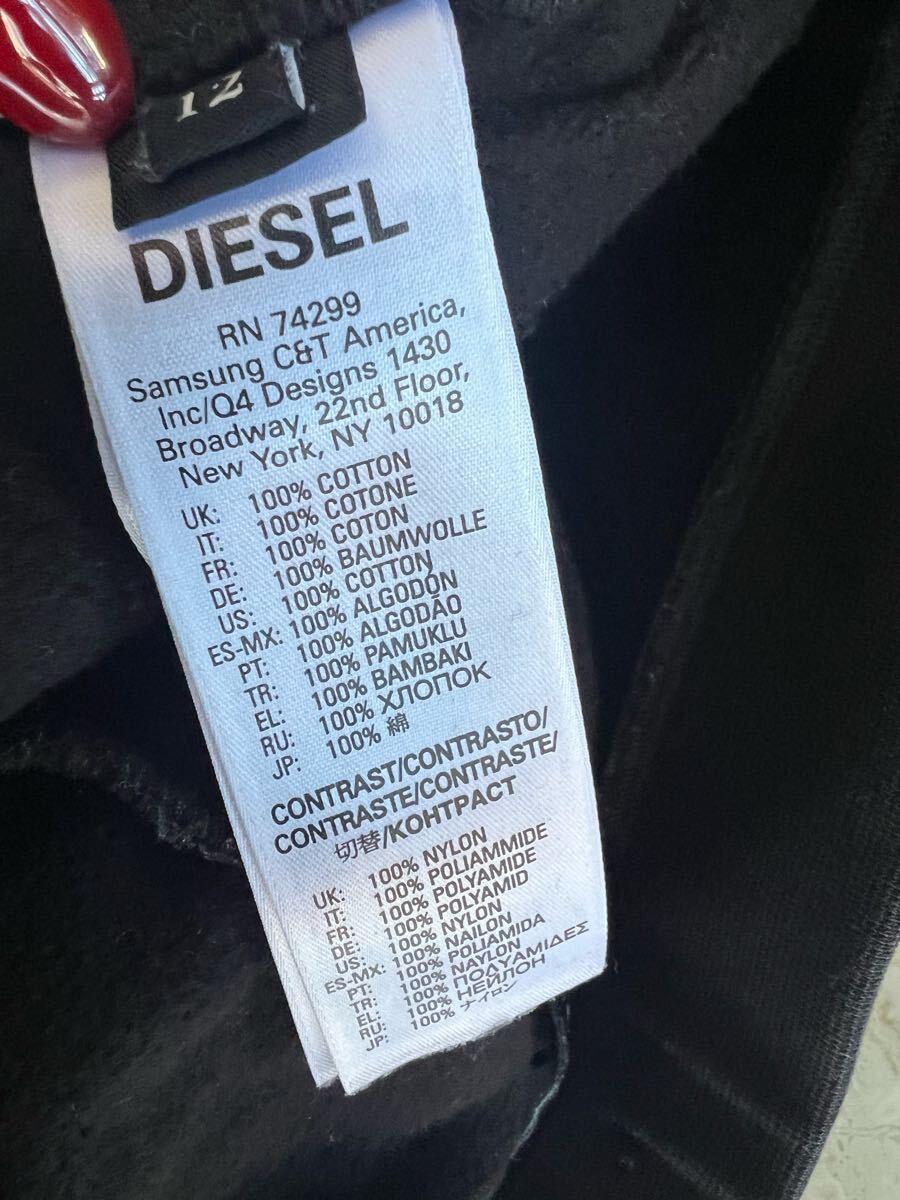 12
DIESEL
RN 74299
Samsung C&T America,
Inc/Q4 Designs 1430
Broadway, 22nd Floor,
New York, NY 10018
UK: 100% COTTON
IT: 100% COTONE
FR: 100% COTON
DE: 100% BAUMWOLLE
US: 100% COTTON
ES-MX: 100% ALGODÓN
PT: 100% ALGODÃO
TR: 100% PAMUKLU
EL: 100% BAMBAKI
RU: 100% ХЛОПОК
JP: 100% 綿
CONTRAST/CONTRASTO/
CONTRASTE/CONTRASTE/
切替/КОНТРАСТ
UK: 100% NYLON
IT: 100% POLIAMMIDE
FR: 100% POLYAMIDE
DE: 100% POLYAMID
US: 100% NYLON
ES-MX: 100% NAILON
PT: 100% POLIAMIDA
TR: 100% NAYLON
EL: 100% ΠΟΛΥΑΜΙΔΕΣ
RU: 100% НЕЙЛОН
JP: 100% ナイロン